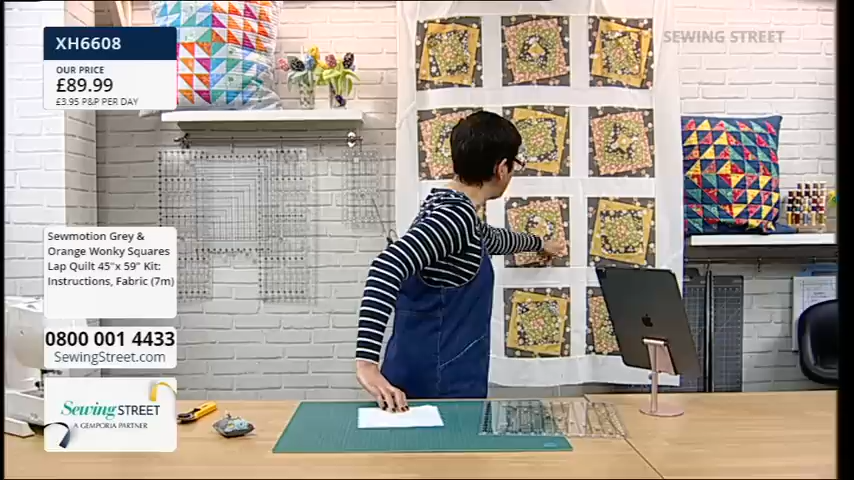 XH6608
OUR PRICE
£89.99
£3.95 P&P PER DAY
SEWING STREET
Sewmotion Grey &
Orange Wonky Squares
Lap Quilt 45"x 59" Kit:
Instructions, Fabric (7m)
0800 001 4433
SewingStreet.com
Sewing STREET
A GEMPORIA PARTNER